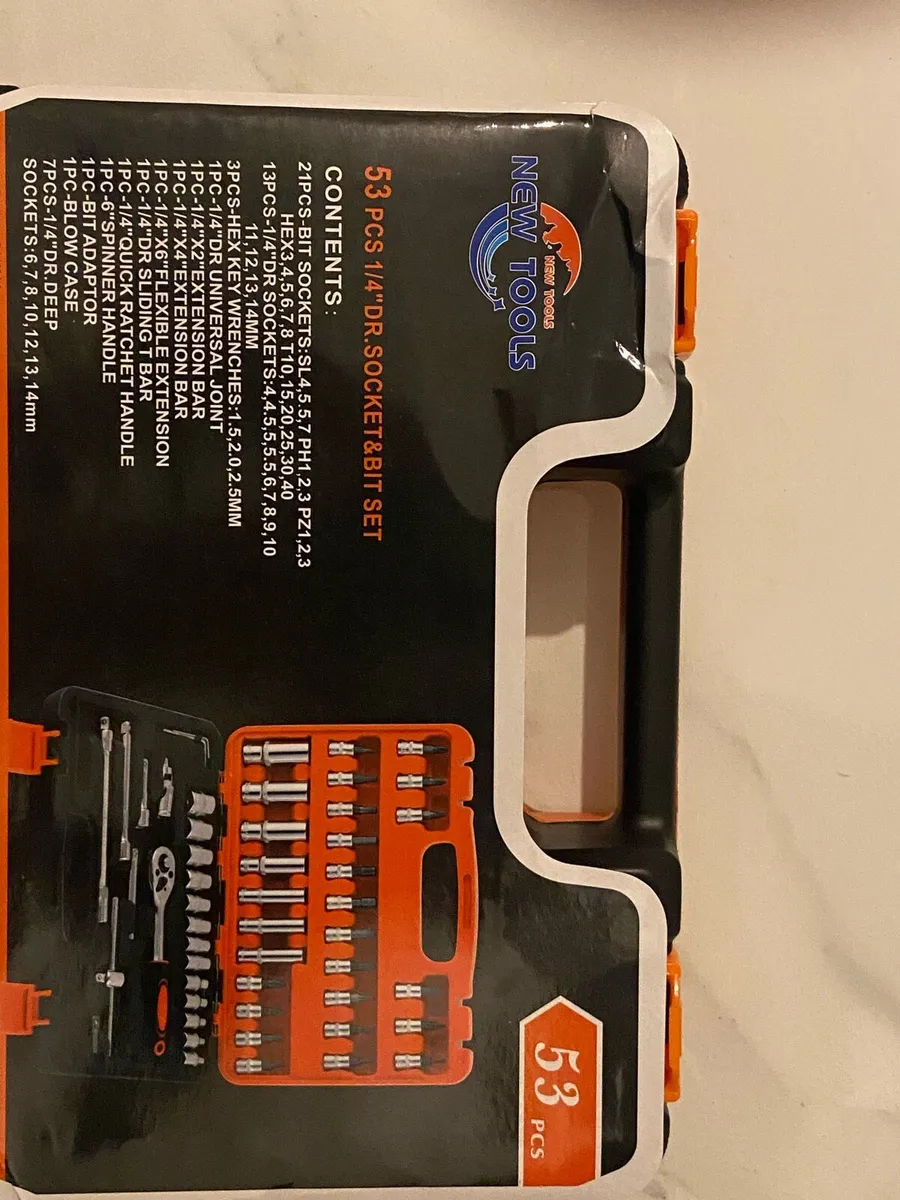 NEW TOOLS
NEW TOOLS
53 PCS 1/4"DR.SOCKET&BIT SET
CONTENTS:
21PCS-BIT SOCKETS:SL4,5.5,7 PH1,2,3 PZ1,2,3
HEX3,4,5,6,7,8 T10,15,20,25,30,40
13PCS-1/4"DR SOCKETS:4,4.5,5,5.5,6,7,8,9,10
11,12,13,14MM
3PCS-HEX KEY WRENCHES:1.5,2.0,2.5MM
1PC-1/4"DR UNIVERSAL JOINT
1PC-1/4"X2"EXTENSION BAR
1PC-1/4"X4"EXTENSION BAR
1PC-1/4"X6"FLEXIBLE EXTENSION
1PC-1/4"DR SLIDING T BAR
1PC-1/4"QUICK RATCHET HANDLE
1PC-6"SPINNER HANDLE
1PC-BIT ADAPTOR
1PC-BLOW CASE
7PCS-1/4"DR.DEEP
SOCKETS:6,7,8,10,12,13,14mm
53 PCS